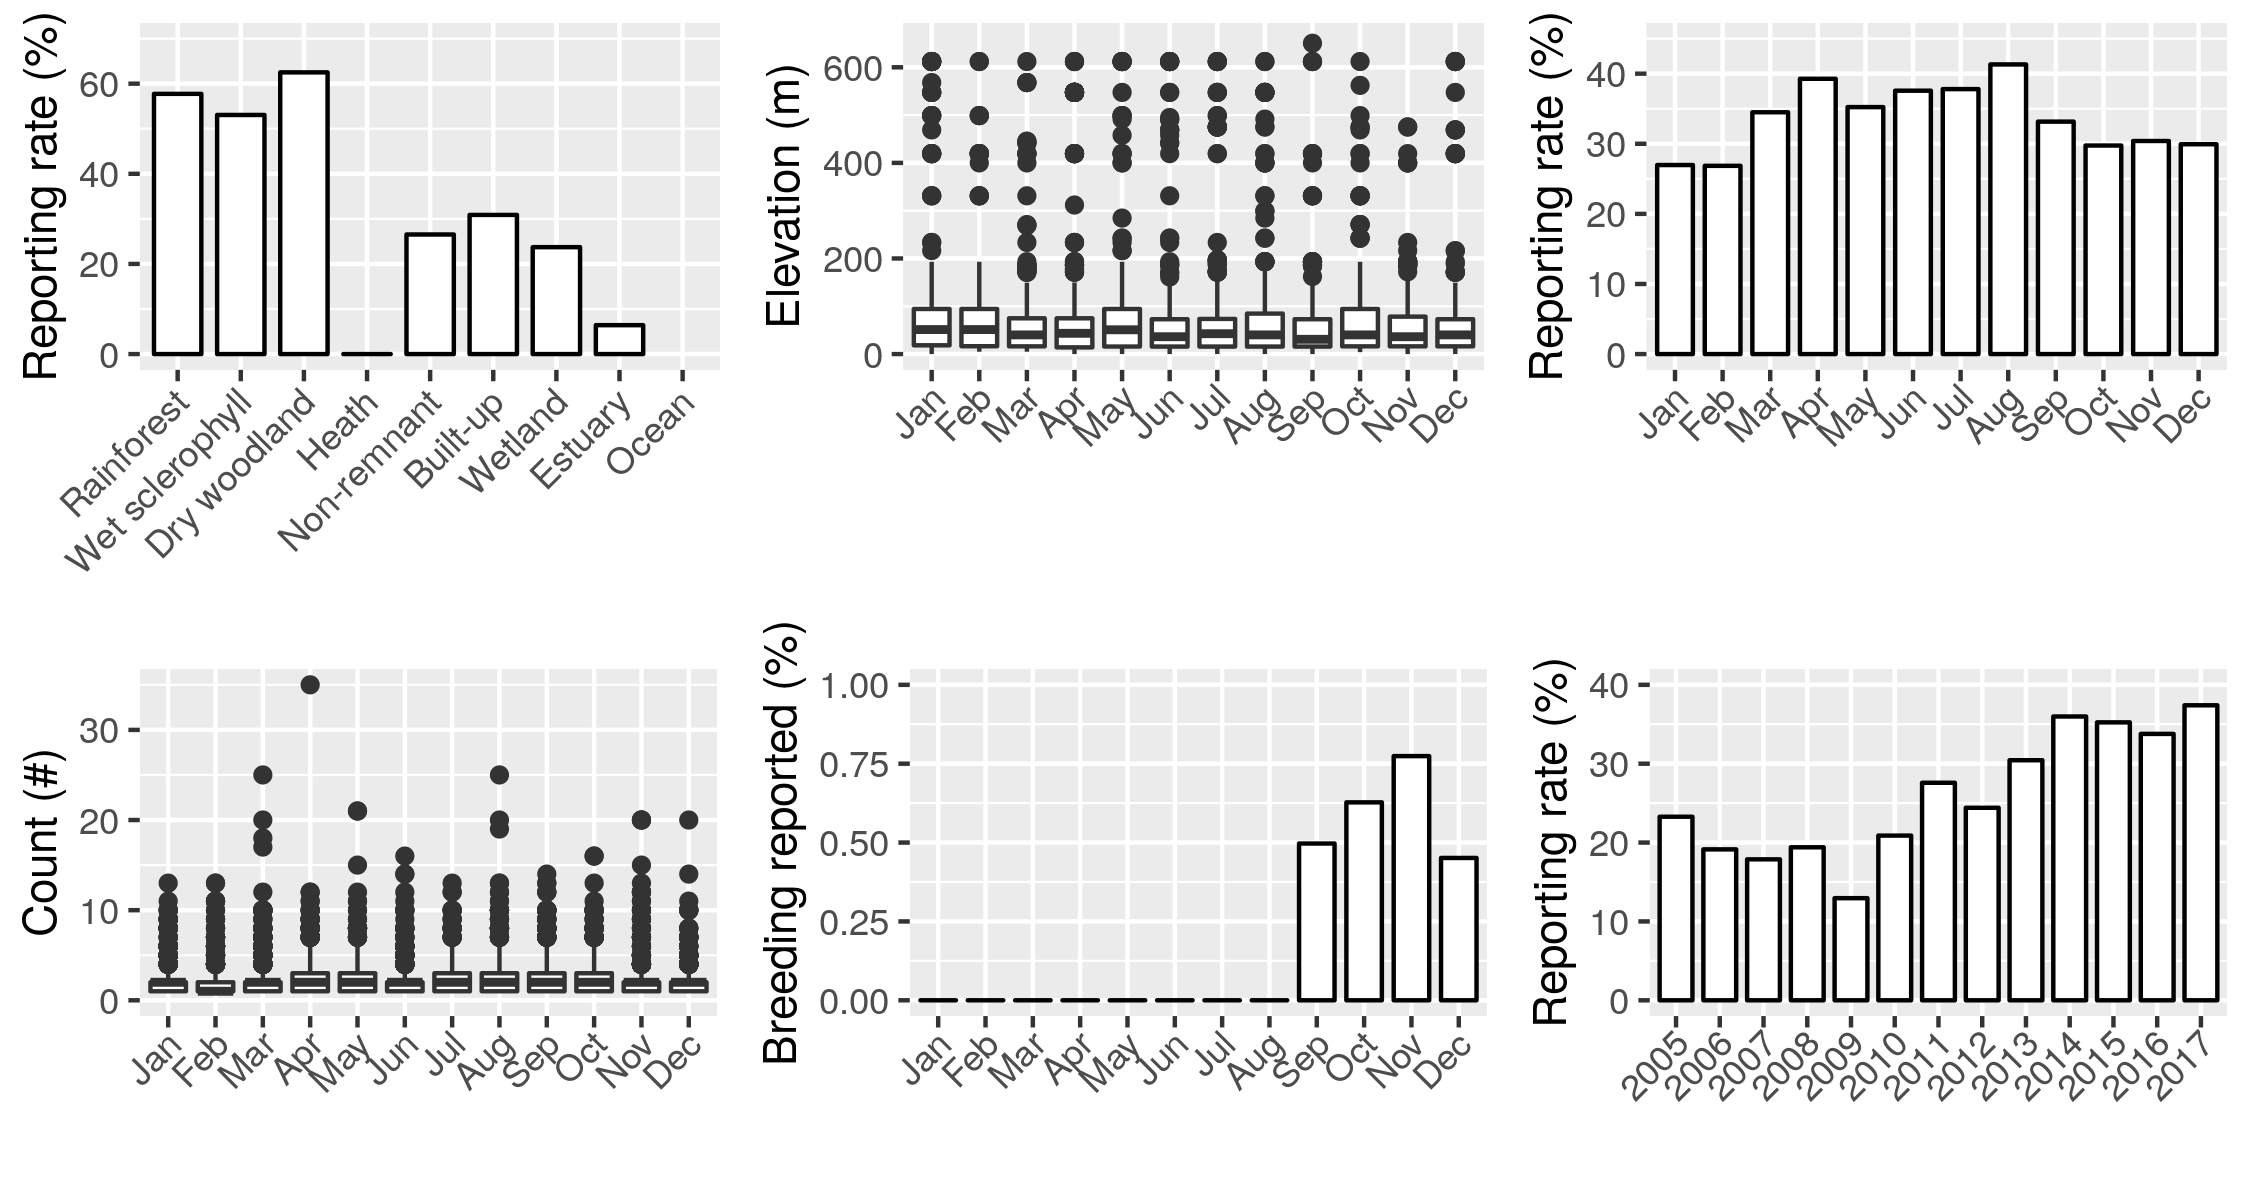 Reporting rate (%)
60
40
20
0
Rainforest
Wet sclerophyll
Dry woodland
Heath
Non-remnant
Built-up
Wetland
Estuary
Ocean
Elevation (m)
600
400
200
0
Jan
Feb
Mar
Apr
May
Jun
Jul
Aug
Sep
Oct
Nov
Dec
Reporting rate (%)
40
30
20
10
0
Jan
Feb
Mar
Apr
May
Jun
Jul
Aug
Sep
Oct
Nov
Dec
Count (#)
30
20
10
0
Jan
Feb
Mar
Apr
May
Jun
Jul
Aug
Sep
Oct
Nov
Dec
Breeding reported (%)
1.00
0.75
0.50
0.25
0.00
Jan
Feb
Mar
Apr
May
Jun
Jul
Aug
Sep
Oct
Nov
Dec
Reporting rate (%)
40
30
20
10
0
2005
2006
2007
2008
2009
2010
2011
2012
2013
2014
2015
2016
2017